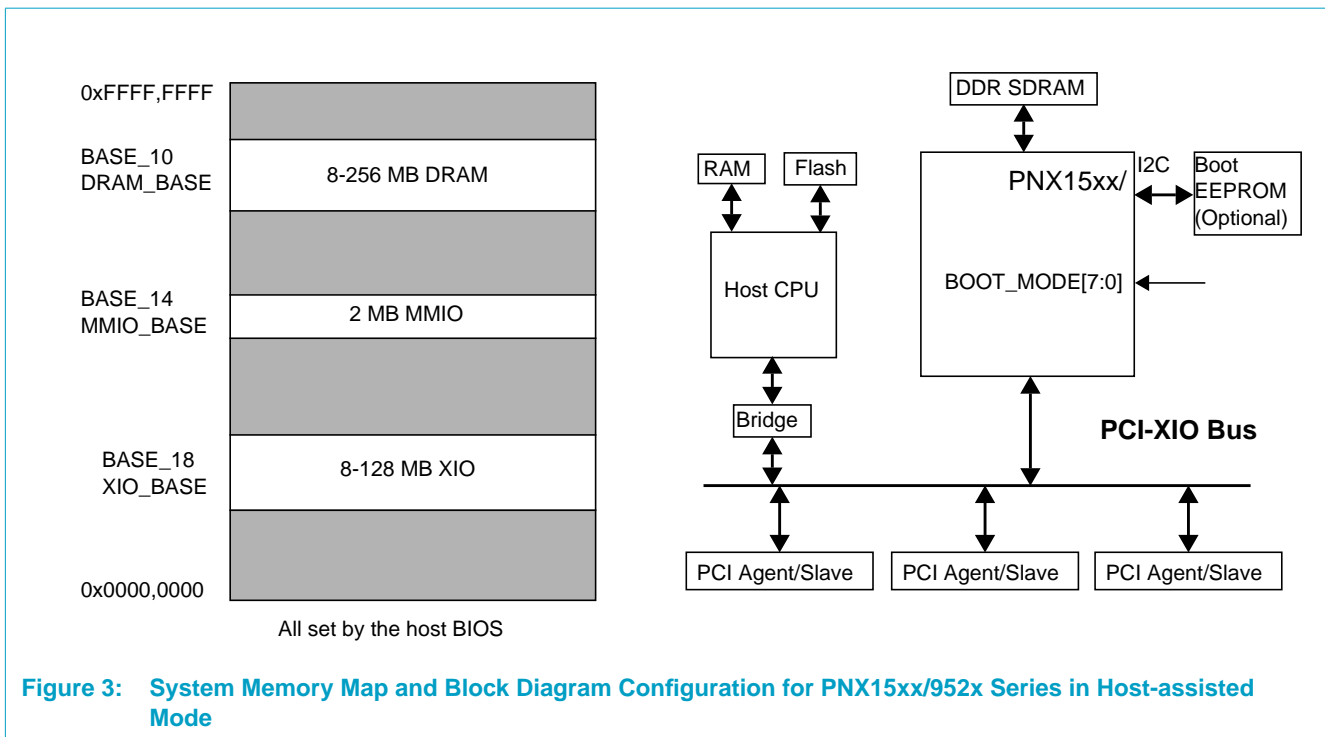 0xFFFF,FFFF
BASE_10
DRAM_BASE
8-256 MB DRAM
BASE_14
MMIO_BASE
2 MB MMIO
BASE_18
XIO_BASE
8-128 MB XIO
0x0000,0000
All set by the host BIOS
DDR SDRAM
RAM
Flash
PNX15xx/
I2C
Boot
EEPROM
(Optional)
Host CPU
BOOT_MODE[7:0]
Bridge
PCI-XIO Bus
PCI Agent/Slave
PCI Agent/Slave
PCI Agent/Slave
Figure 3: System Memory Map and Block Diagram Configuration for PNX15xx/952x Series in Host-assisted
Mode